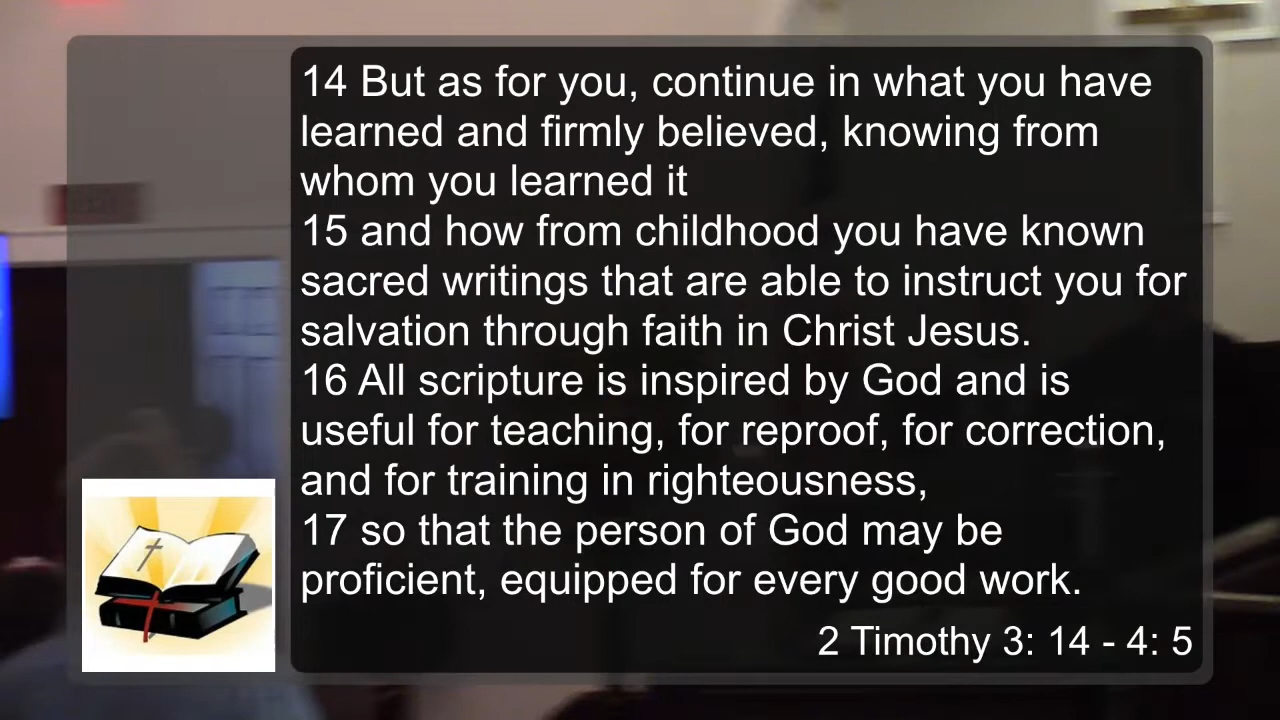 14 But as for you, continue in what you have
learned and firmly believed, knowing from
whom you learned it
15 and how from childhood you have known
sacred writings that are able to instruct you for
salvation through faith in Christ Jesus.
16 All scripture is inspired by God and is
useful for teaching, for reproof, for correction,
and for training in righteousness,
17 so that the person of God may be
proficient, equipped for every good work.
2 Timothy 3: 14 - 4: 5